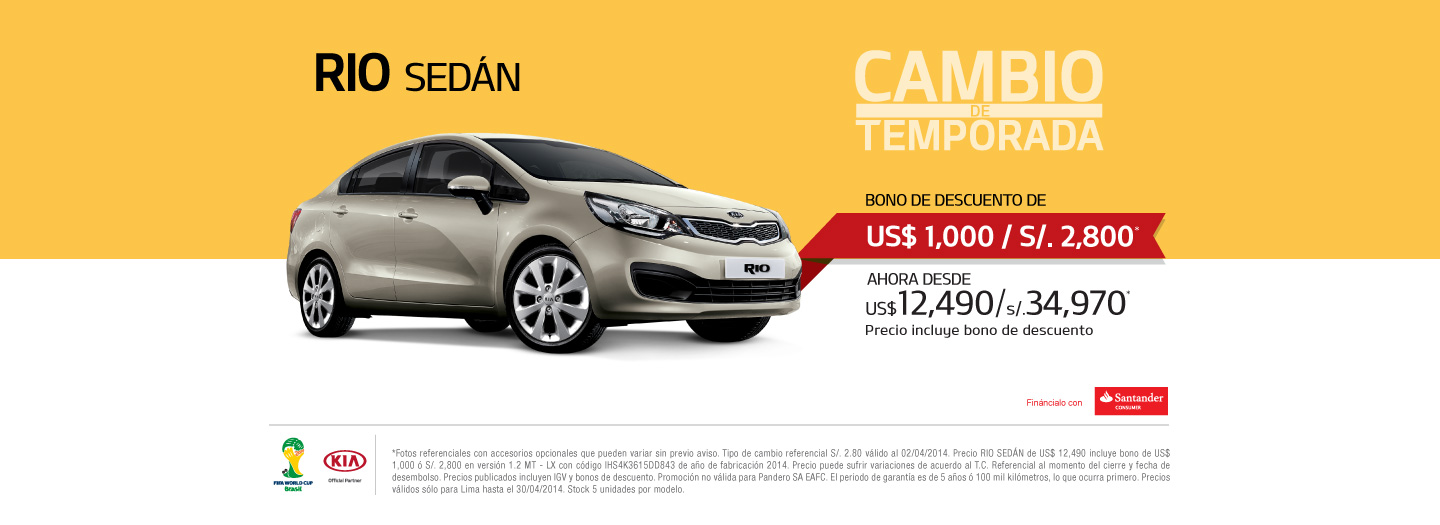 RIO SEDÁN
CAMBIO
DE
TEMPORADA
BONO DE DESCUENTO DE
US$ 1,000 / S/. 2,800*
AHORA DESDE
US$12,490/s/.34,970*
Precio incluye bono de descuento
KIA
RIO
KIA
Fináncialo con
Santander
CONSUMER
FIFA WORLD CUP
Brasil
KIA
Official Partner
*Fotos referenciales con accesorios opcionales que pueden variar sin previo aviso. Tipo de cambio referencial S/. 2.80 válido al 02/04/2014. Precio RIO SEDÁN de US$ 12,490 incluye bono de US$
1,000 ó S/. 2,800 en versión 1.2 MT - LX con código IHS4K3615DD843 de año de fabricación 2014. Precio puede sufrir variaciones de acuerdo al T.C. Referencial al momento del cierre y fecha de
desembolso. Precios publicados incluyen IGV y bonos de descuento. Promoción no válida para Pandero SA EAFC. El periodo de garantía es de 5 años ó 100 mil kilómetros, lo que ocurra primero. Precios
válidos sólo para Lima hasta el 30/04/2014. Stock 5 unidades por modelo.